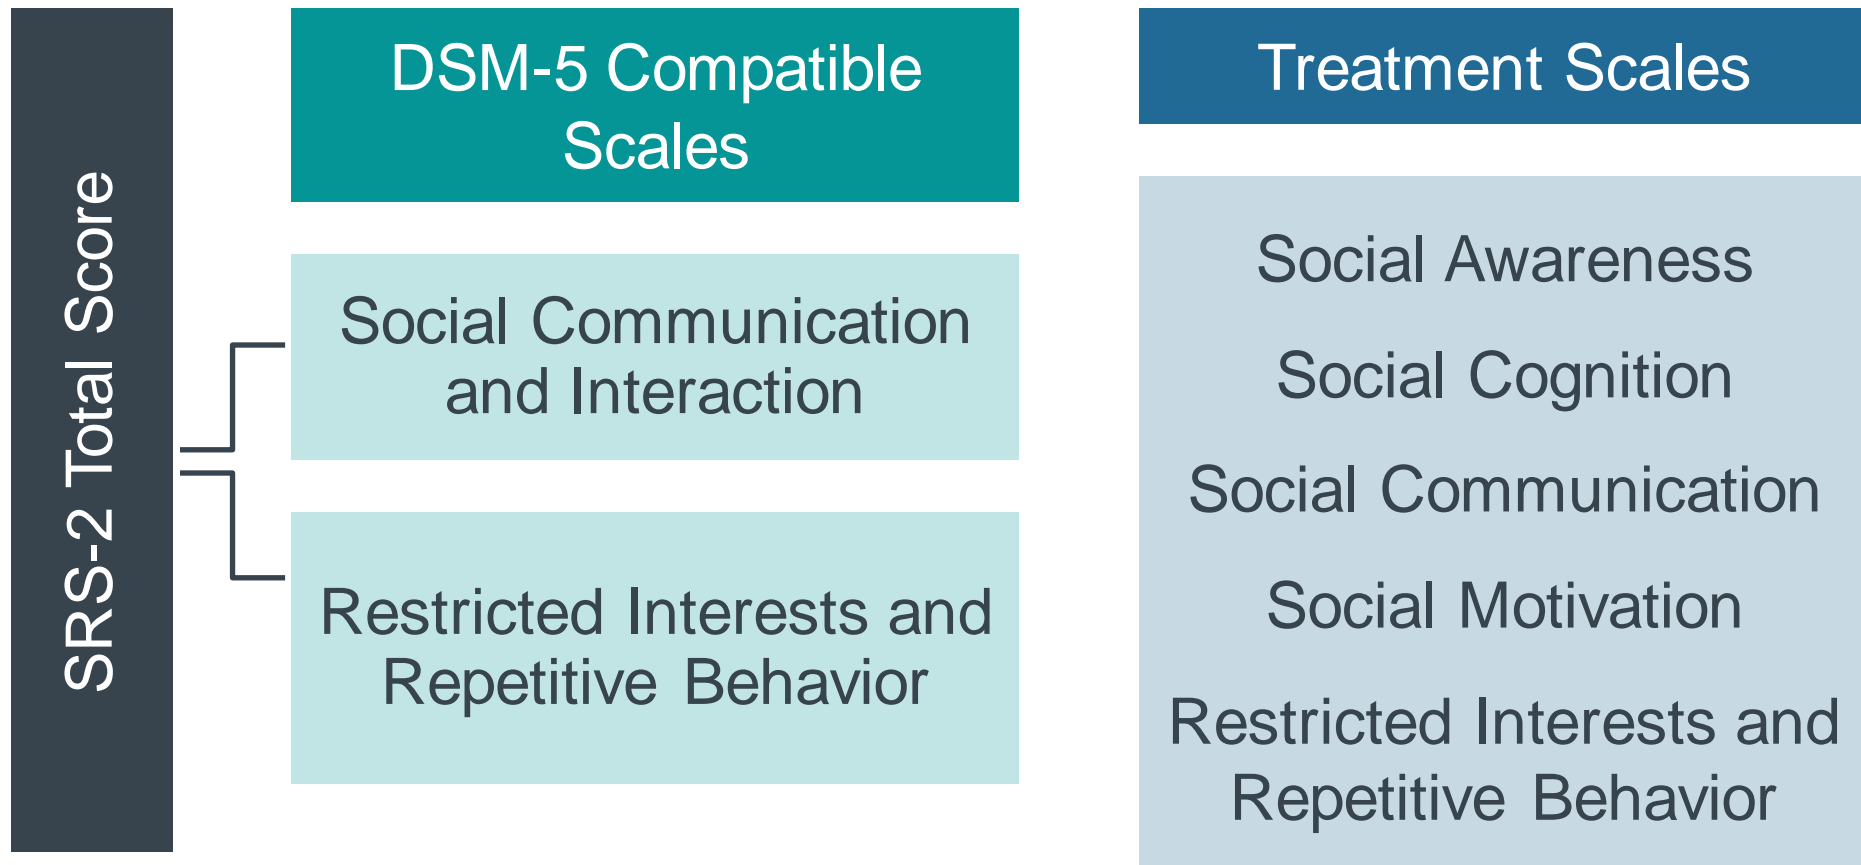 SRS-2 Total Score
DSM-5 Compatible
Scales
Social Communication
and Interaction
Restricted Interests and
Repetitive Behavior
Treatment Scales
Social Awareness
Social Cognition
Social Communication
Social Motivation
Restricted Interests and
Repetitive Behavior